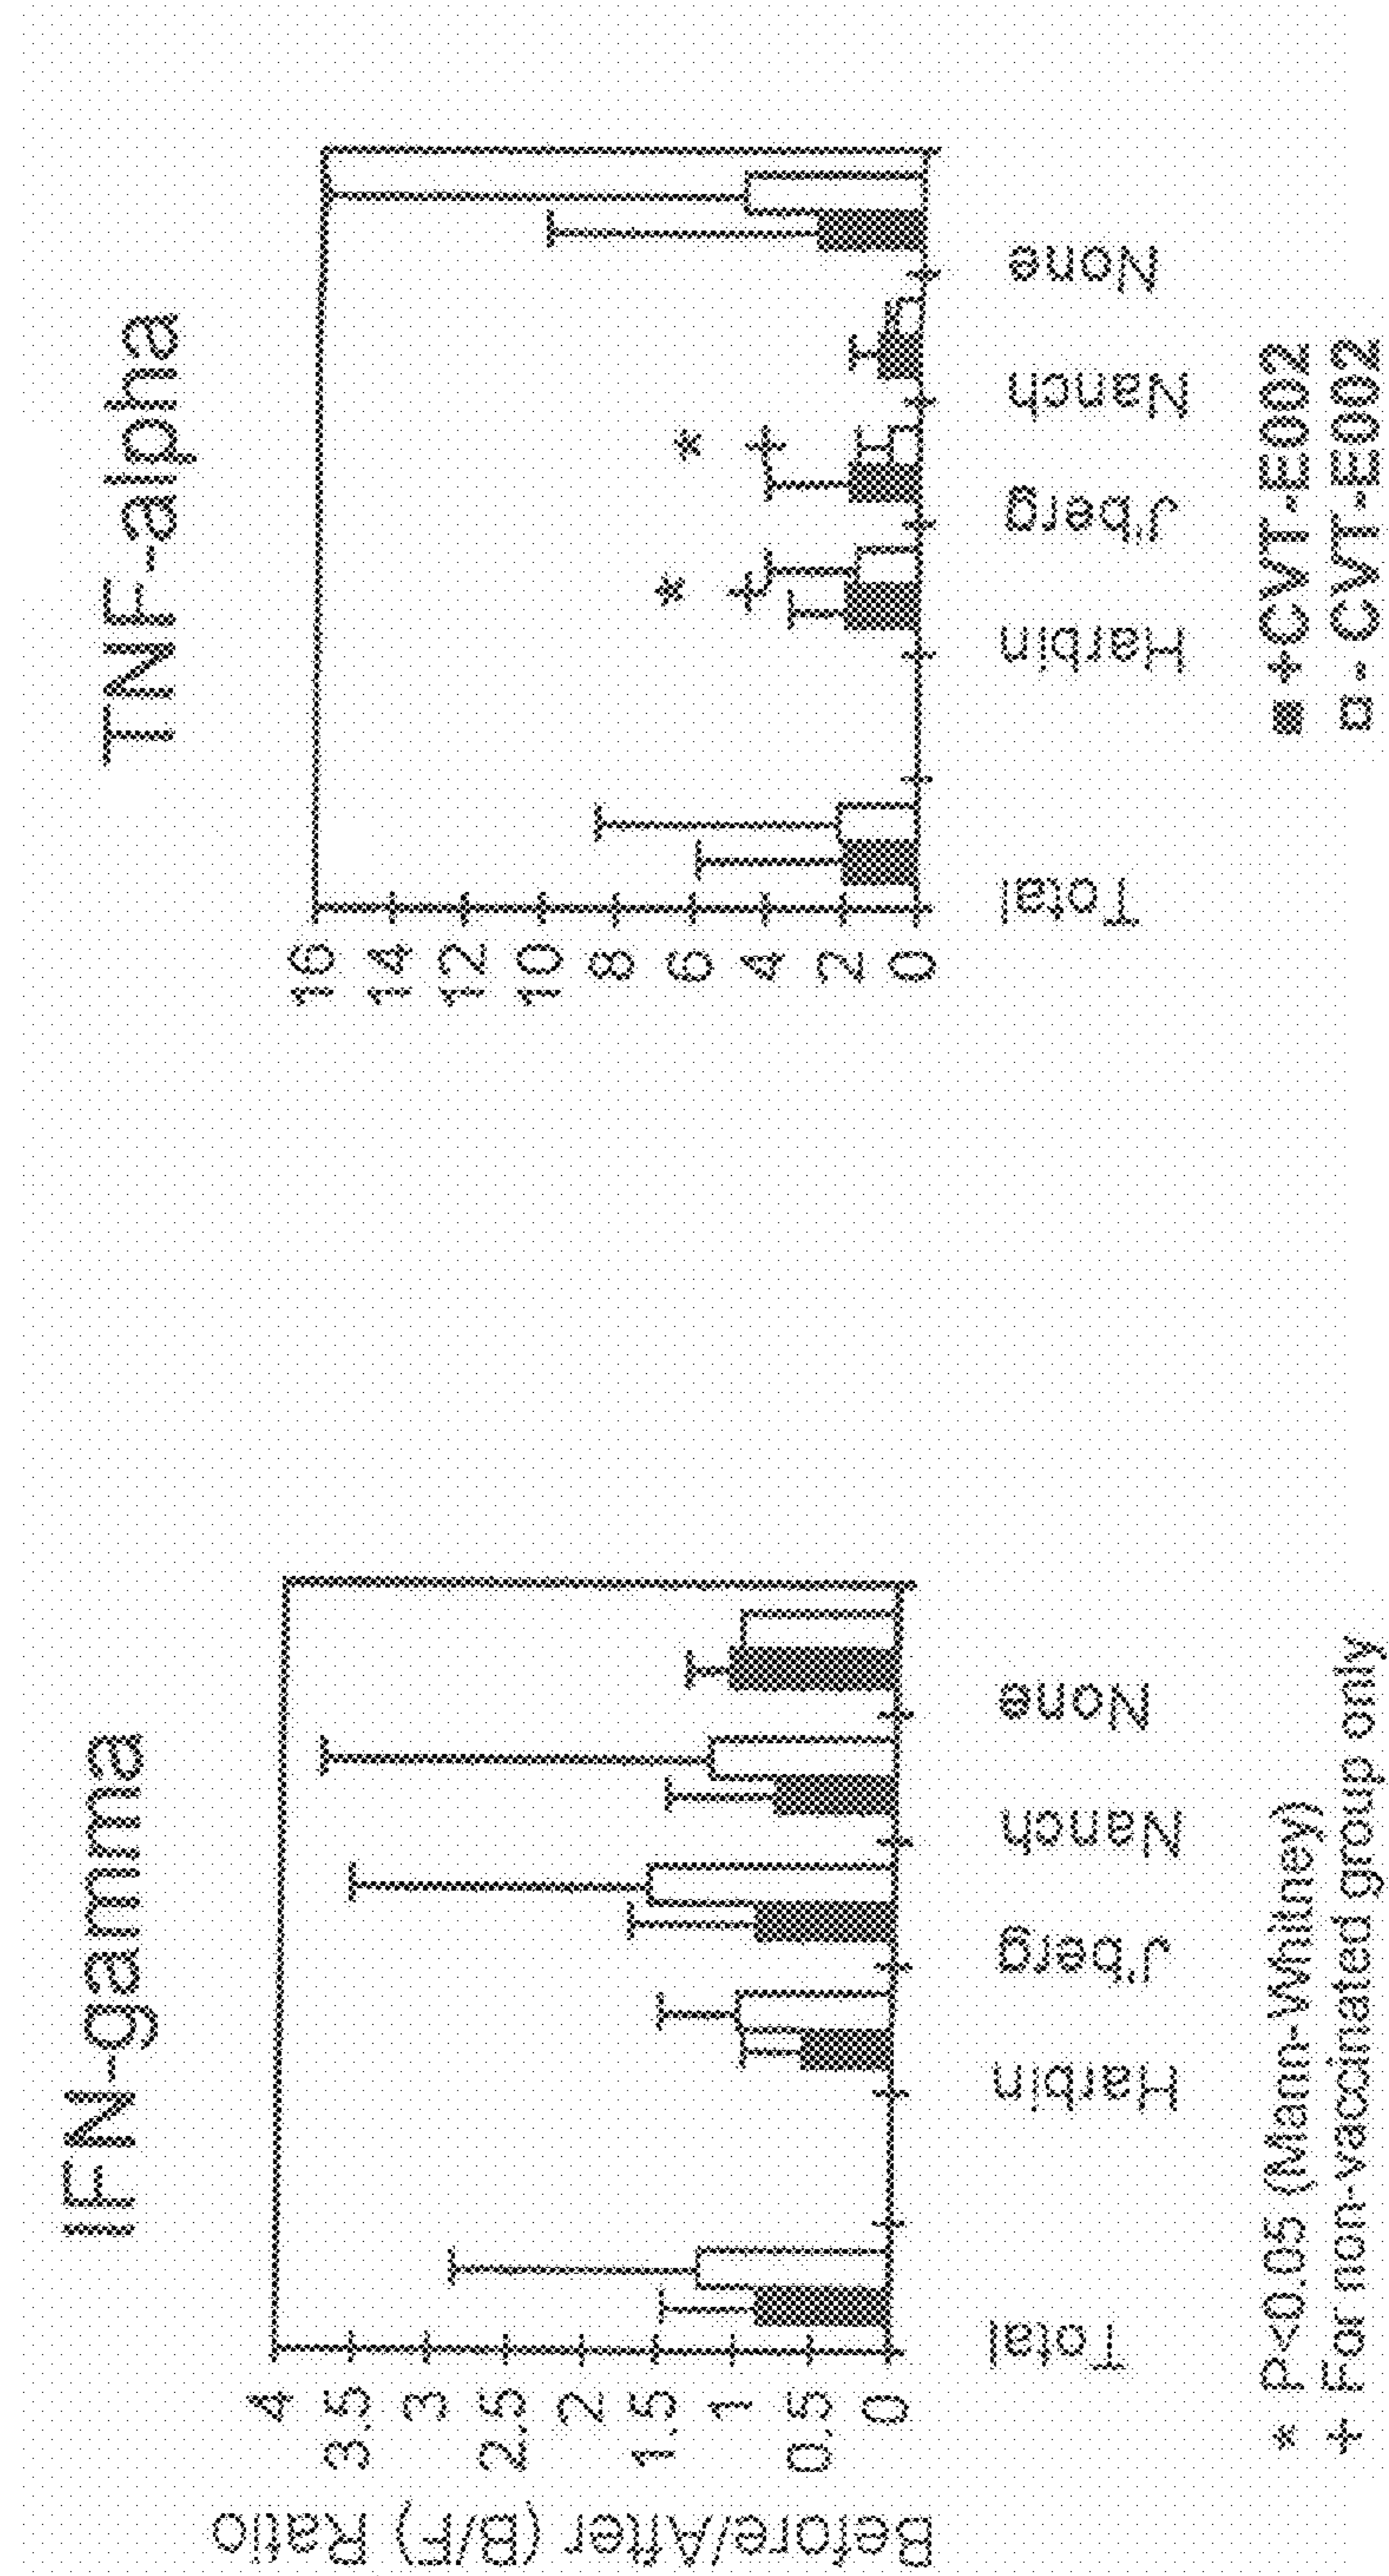 IFN-gamma
Before/After (B/F) Ratio
4
3.5
3
2.5
2
1.5
1
0.5
0
Total
Harbin
J'berg
Nanch
None
* P<0.05 (Mann-Whitney)
+ For non-vaccinated group only
TNF-alpha
16
14
12
10
8
6
4
2
0
* *
+ +
Total
Harbin
J'berg
Nanch
None
+CVT-E002
- CVT-E002